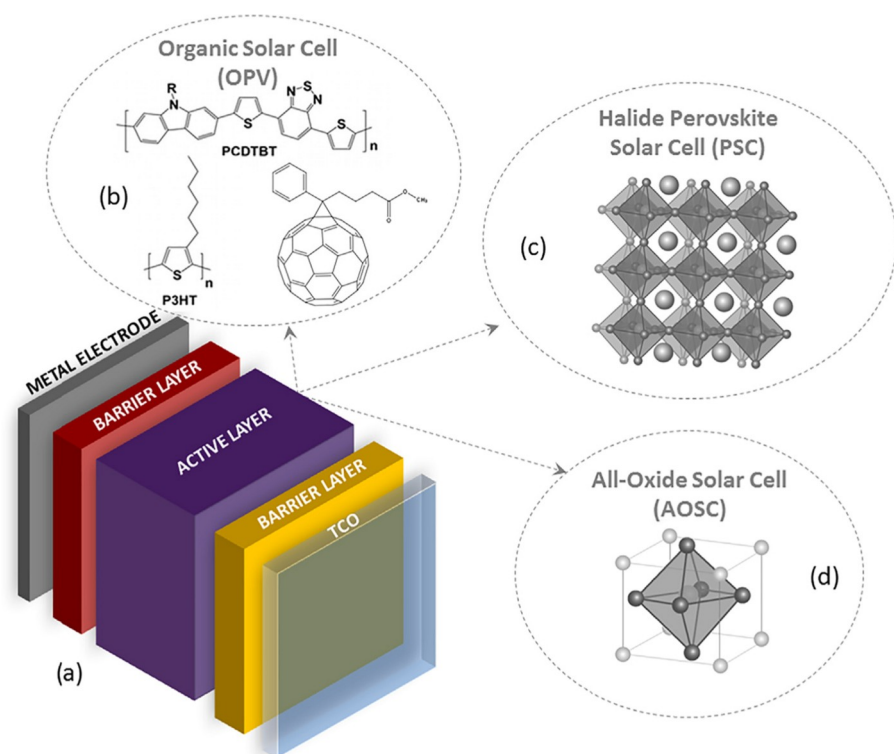 Organic Solar Cell
(OPV)
R
N
N
S
N
S
S
n
PCDTBT
(b)
O
CH₃
O
S
n
P3HT
Halide Perovskite
Solar Cell (PSC)
(c)
METAL ELECTRODE
BARRIER LAYER
ACTIVE LAYER
BARRIER LAYER
TCO
(a)
All-Oxide Solar Cell
(AOSC)
(d)